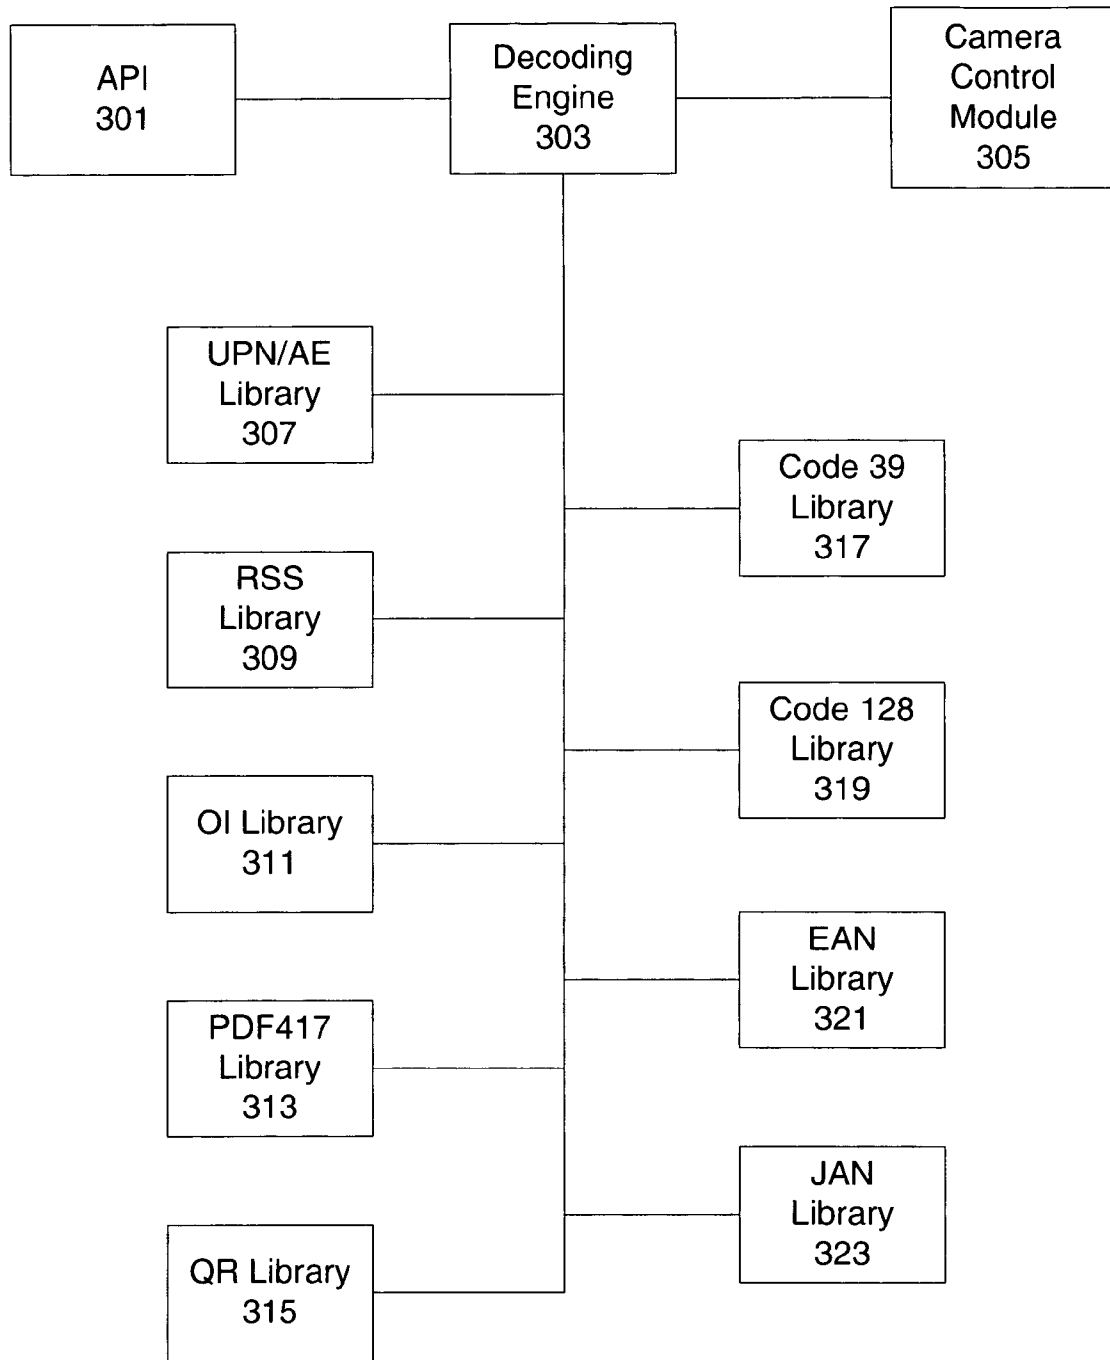 API
301
Decoding
Engine
303
Camera
Control
Module
305
UPN/AE
Library
307
Code 39
Library
317
RSS
Library
309
Code 128
Library
319
OI Library
311
EAN
Library
321
PDF417
Library
313
JAN
Library
323
QR Library
315